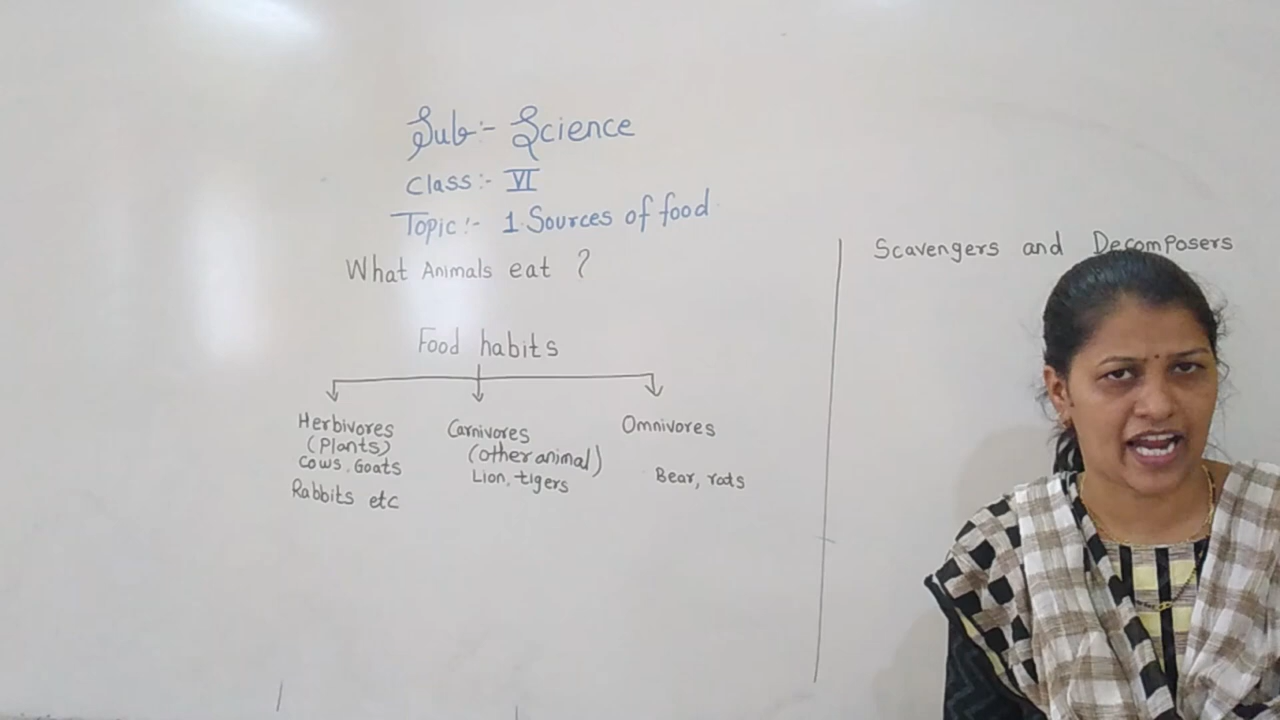 Sub:- Science
Class:- VI
Topic:- 1. Sources of food
What Animals eat ?
Food habits
Herbivores
(Plants)
Cows, Goats
Rabbits etc
Carnivores
(other animal)
Lion, tigers
Omnivores
Bear, rats
Scavengers and Decomposers